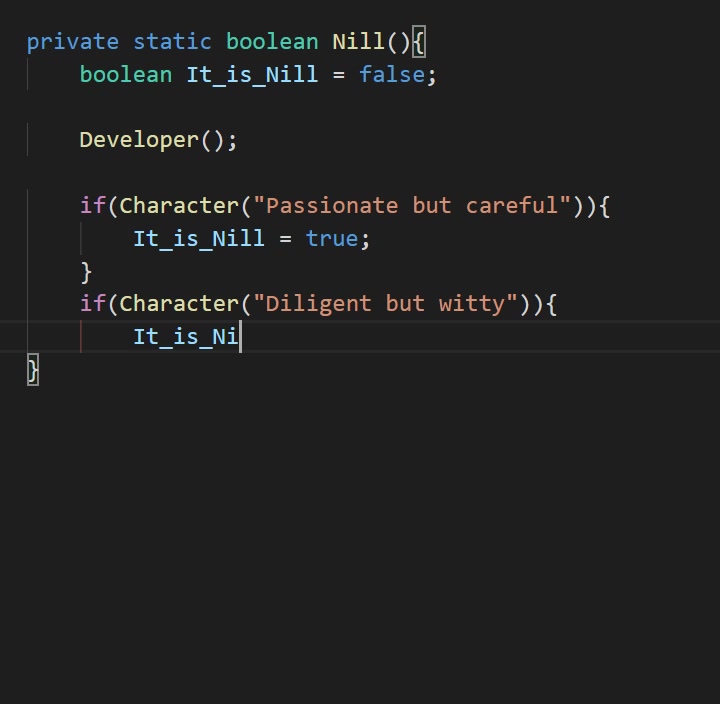 private static boolean Nill(){
boolean It_is_Nill = false;
Developer();
if(Character("Passionate but careful")){
It_is_Nill = true;
}
if(Character("Diligent but witty")){
It_is_Ni
}